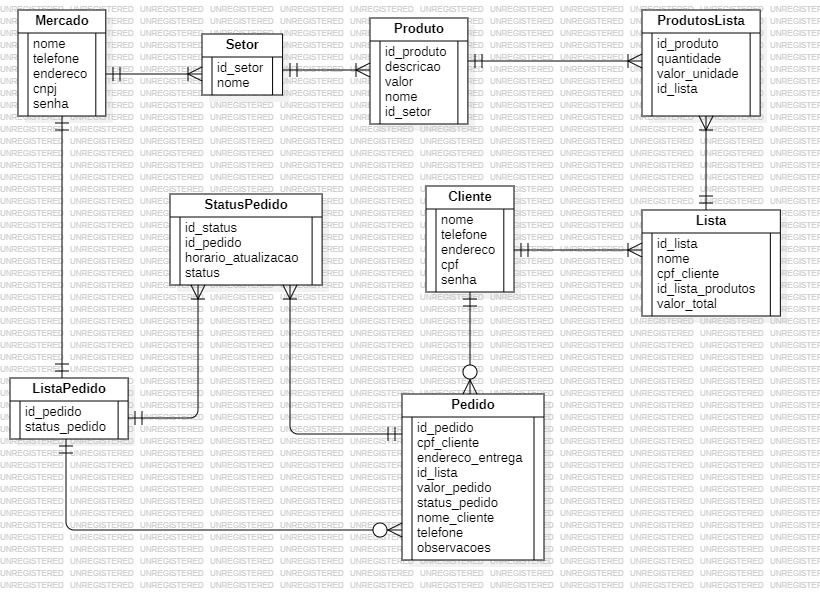 Mercado
nome
telefone
endereco
cnpj
senha
Setor
id_setor
nome
Produto
id_produto
descricao
valor
nome
id_setor
ProdutosLista
id_produto
quantidade
valor_unidade
id_lista
StatusPedido
id_status
id_pedido
horario_atualizacao
status
Cliente
nome
telefone
endereco
cpf
senha
Lista
id_lista
nome
cpf_cliente
id_lista_produtos
valor_total
ListaPedido
id_pedido
status_pedido
Pedido
id_pedido
cpf_cliente
endereco_entrega
id_lista
valor_pedido
status_pedido
nome_cliente
telefone
observacoes
UNREGISTERED